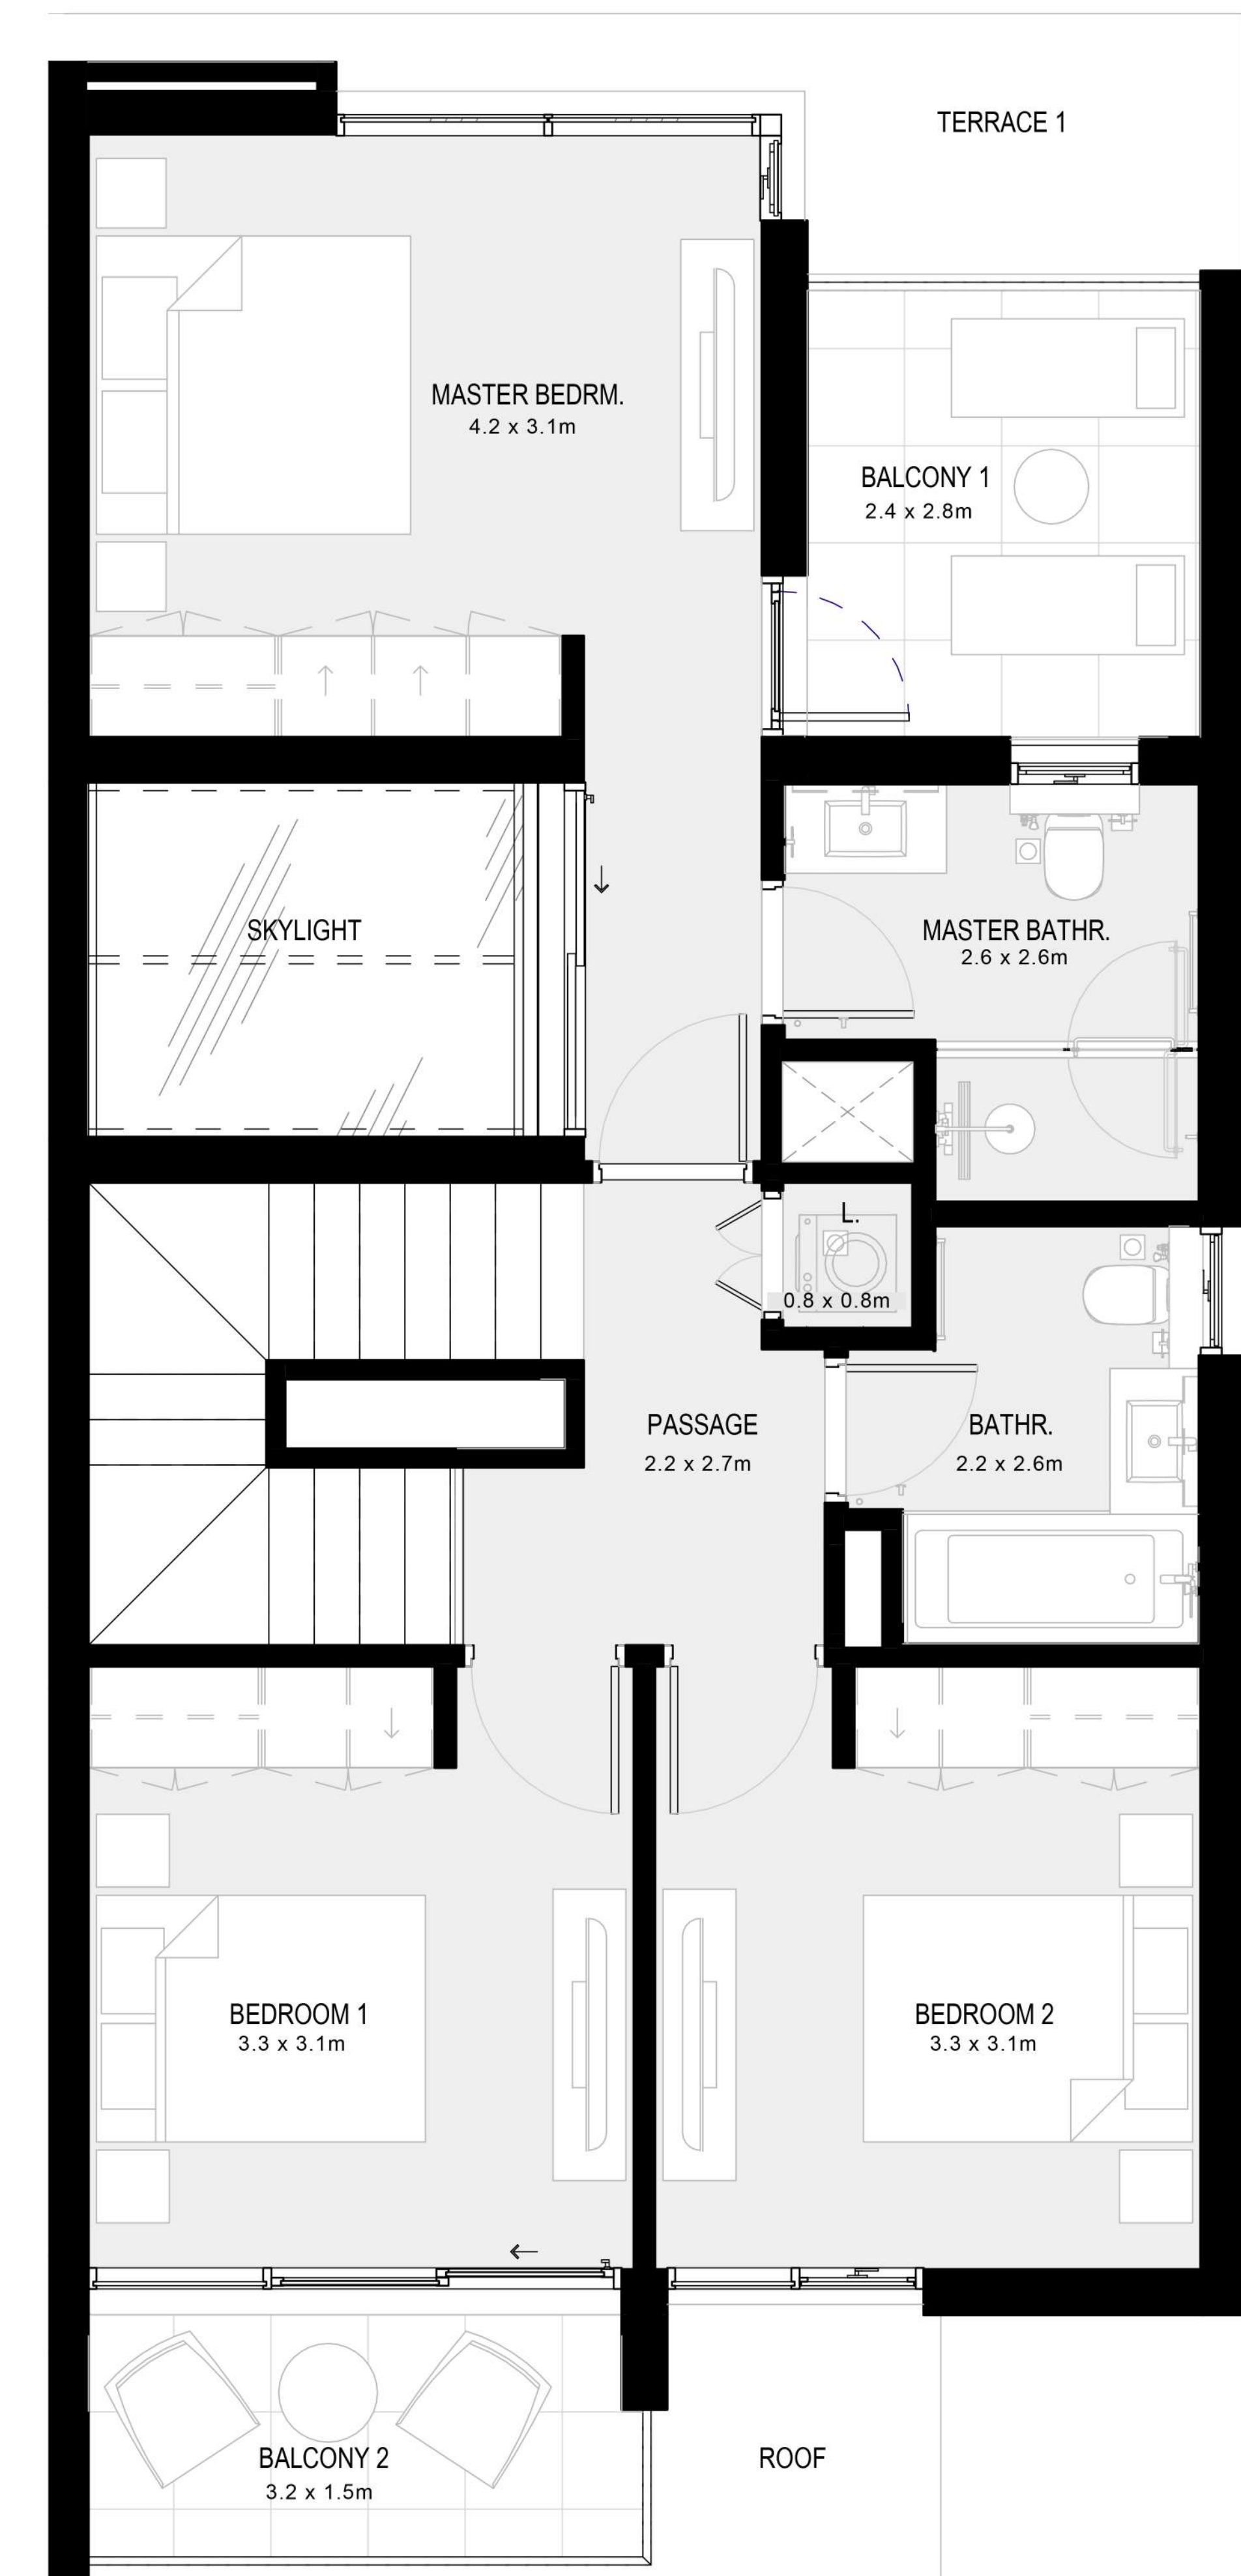 TERRACE 1
MASTER BEDRM.
4.2 x 3.1m
BALCONY 1
2.4 x 2.8m
SKYLIGHT
MASTER BATHR.
2.6 x 2.6m
L.
0.8 x 0.8m
PASSAGE
2.2 x 2.7m
BATHR.
2.2 x 2.6m
BEDROOM 1
3.3 x 3.1m
BEDROOM 2
3.3 x 3.1m
BALCONY 2
3.2 x 1.5m
ROOF